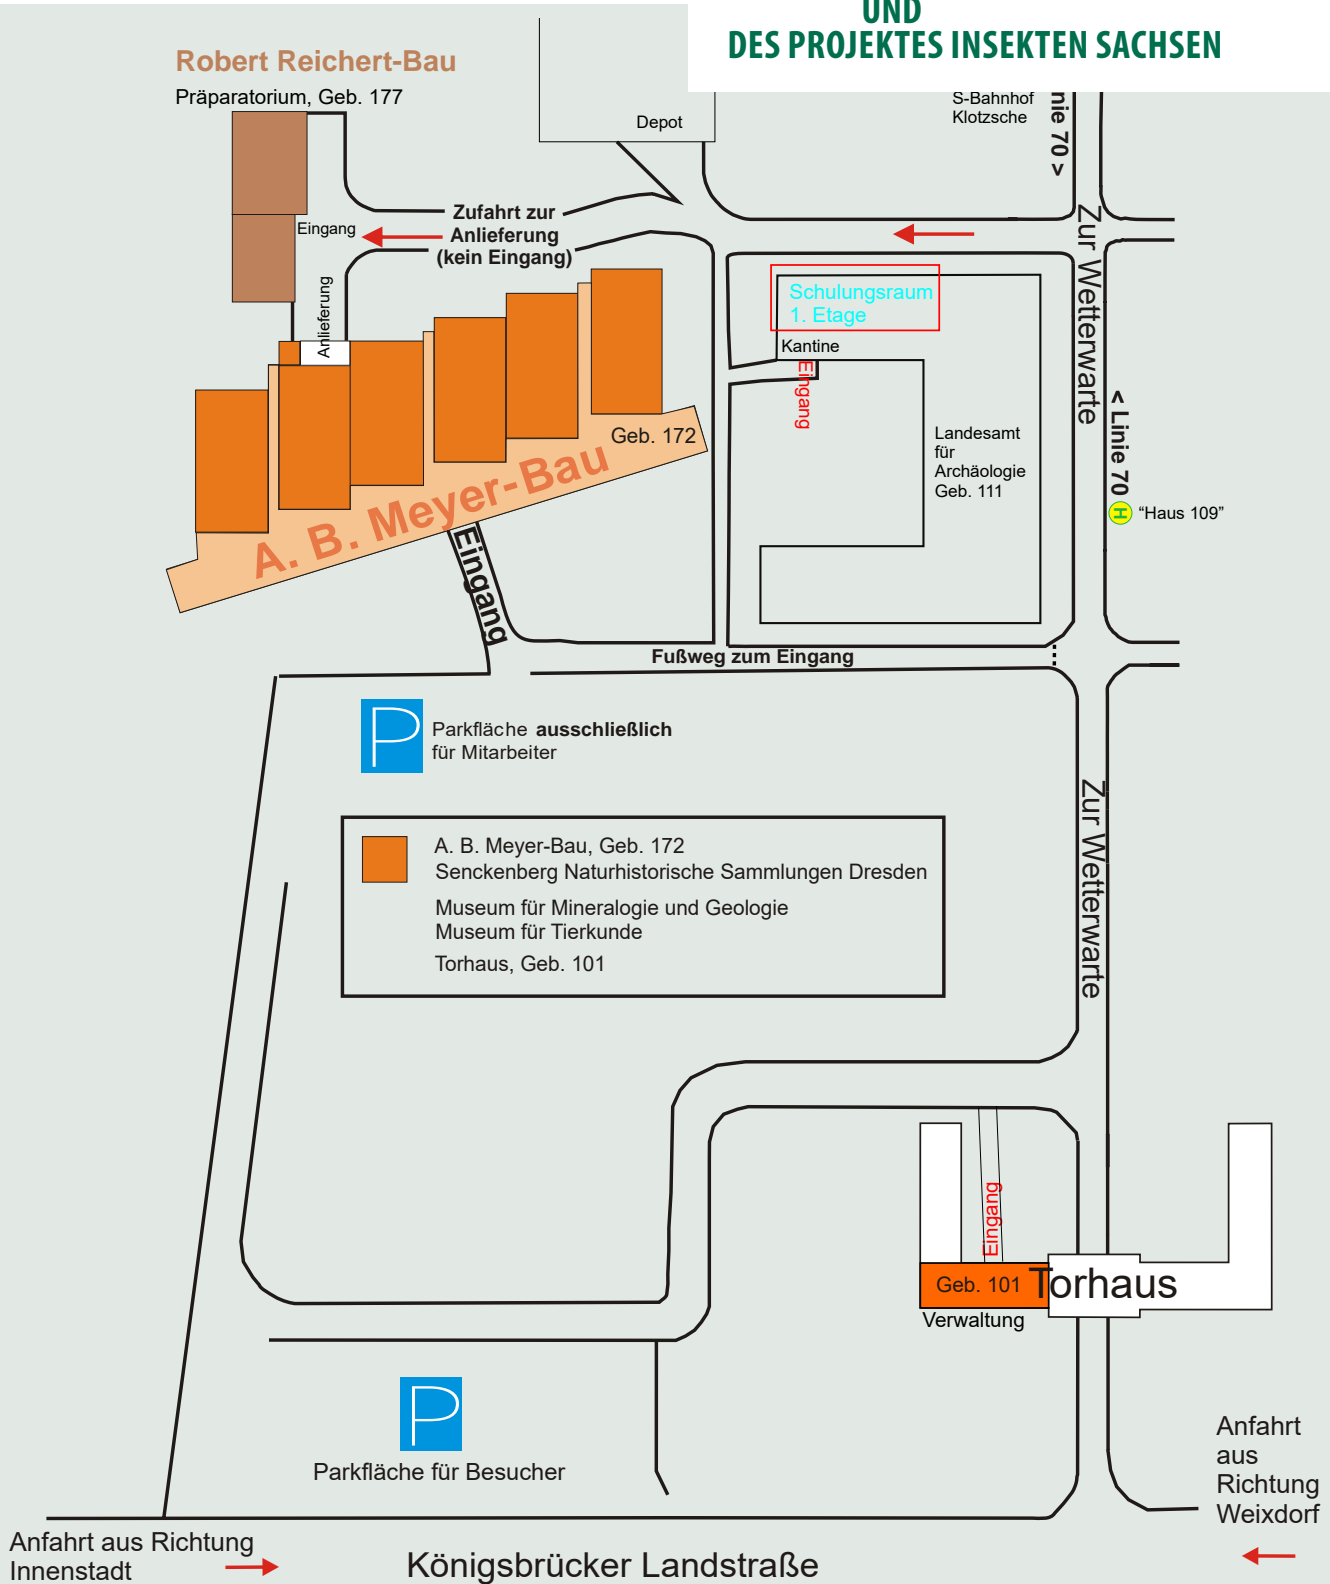 UND
DES PROJEKTES INSEKTEN SACHSEN
Robert Reichert-Bau
Präparatorium, Geb. 177
Depot
S-Bahnhof
Klotzsche
nie 70 >
Zufahrt zur
Anlieferung
(kein Eingang)
Eingang
Anlieferung
Schulungsraum
1. Etage
Kantine
Eingang
Zur Wetterwarte
< Linie 70
H
“Haus 109”
Landesamt
für
Archäologie
Geb. 111
Geb. 172
A. B. Meyer-Bau
Eingang
Fußweg zum Eingang
P
Parkfläche ausschließlich
für Mitarbeiter
Zur Wetterwarte
A. B. Meyer-Bau, Geb. 172
Senckenberg Naturhistorische Sammlungen Dresden
Museum für Mineralogie und Geologie
Museum für Tierkunde
Torhaus, Geb. 101
Eingang
Geb. 101
Torhaus
Verwaltung
P
Parkfläche für Besucher
Anfahrt
aus
Richtung
Weixdorf
Anfahrt aus Richtung
Innenstadt
Königsbrücker Landstraße